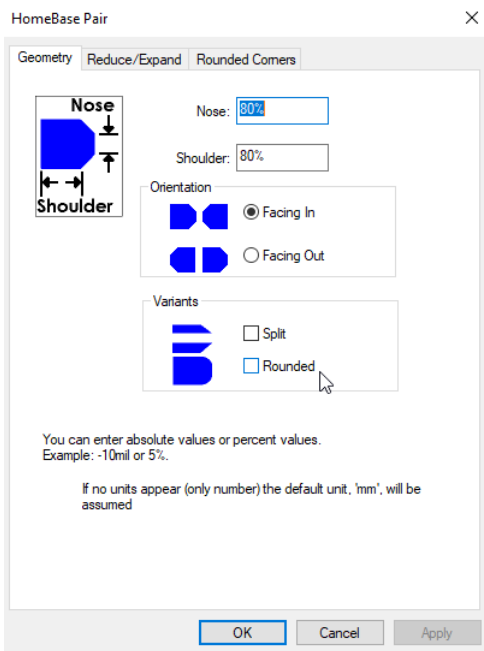 HomeBase Pair
Geometry Reduce/Expand Rounded Corners
Nose
Shoulder
Nose: 80%
Shoulder: 80%
Orientation
Facing In
Facing Out
Variants
Split
Rounded
You can enter absolute values or percent values.
Example: -10mil or 5%.
If no units appear (only number) the default unit, 'mm', will be
assumed
OK Cancel Apply